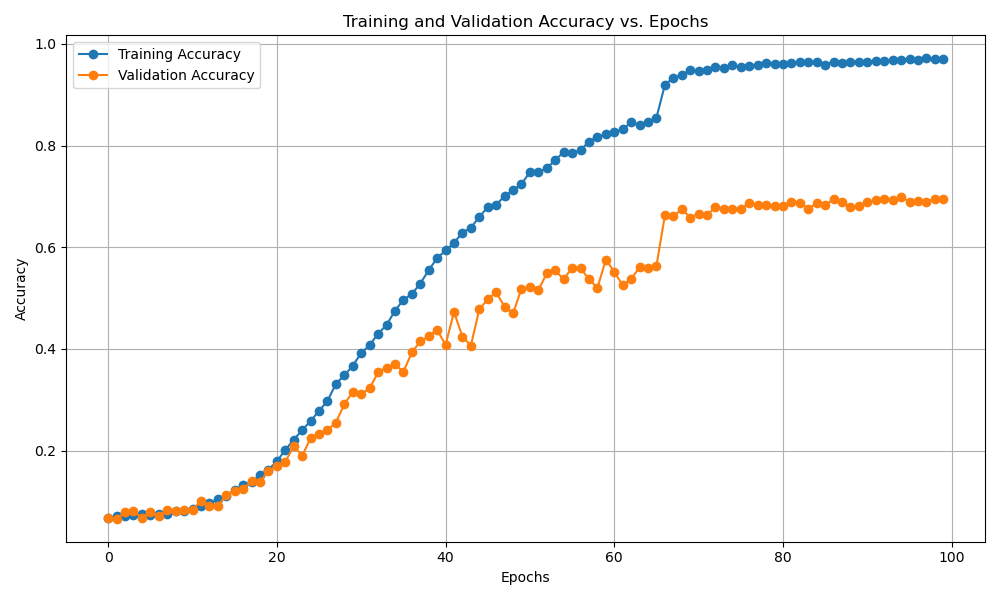 Training and Validation Accuracy vs. Epochs
Training Accuracy
Validation Accuracy
1.0
0.8
0.6
0.4
0.2
Accuracy
0 20 40 60 80 100
Epochs